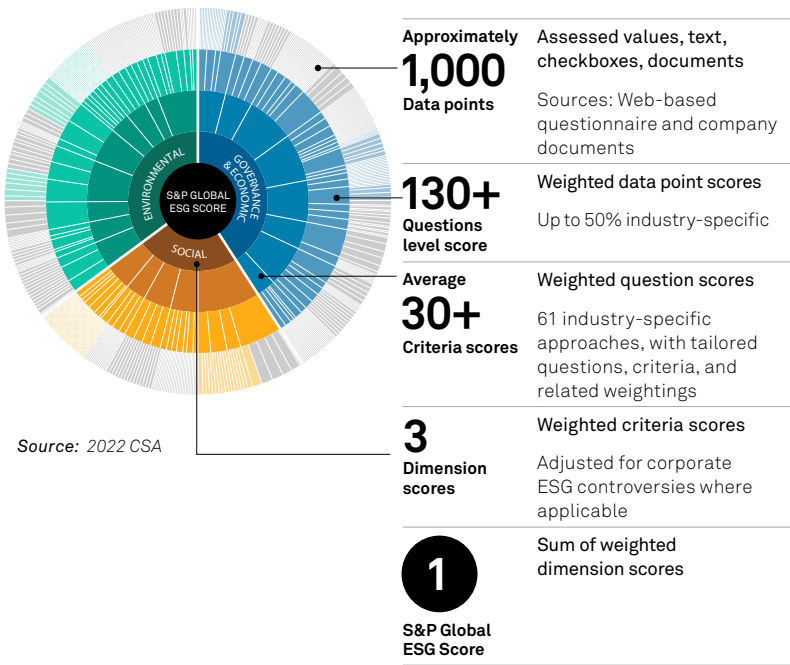 ENVIRONMENTAL
GOVERNANCE
& ECONOMIC
S&P GLOBAL
ESG SCORE
SOCIAL
Source: 2022 CSA
Approximately
1,000
Data points
Assessed values, text,
checkboxes, documents
Sources: Web-based
questionnaire and company
documents
130+
Questions
level score
Weighted data point scores
Up to 50% industry-specific
Average
30+
Criteria scores
Weighted question scores
61 industry-specific
approaches, with tailored
questions, criteria, and
related weightings
3
Dimension
scores
Weighted criteria scores
Adjusted for corporate
ESG controversies where
applicable
1
S&P Global
ESG Score
Sum of weighted
dimension scores